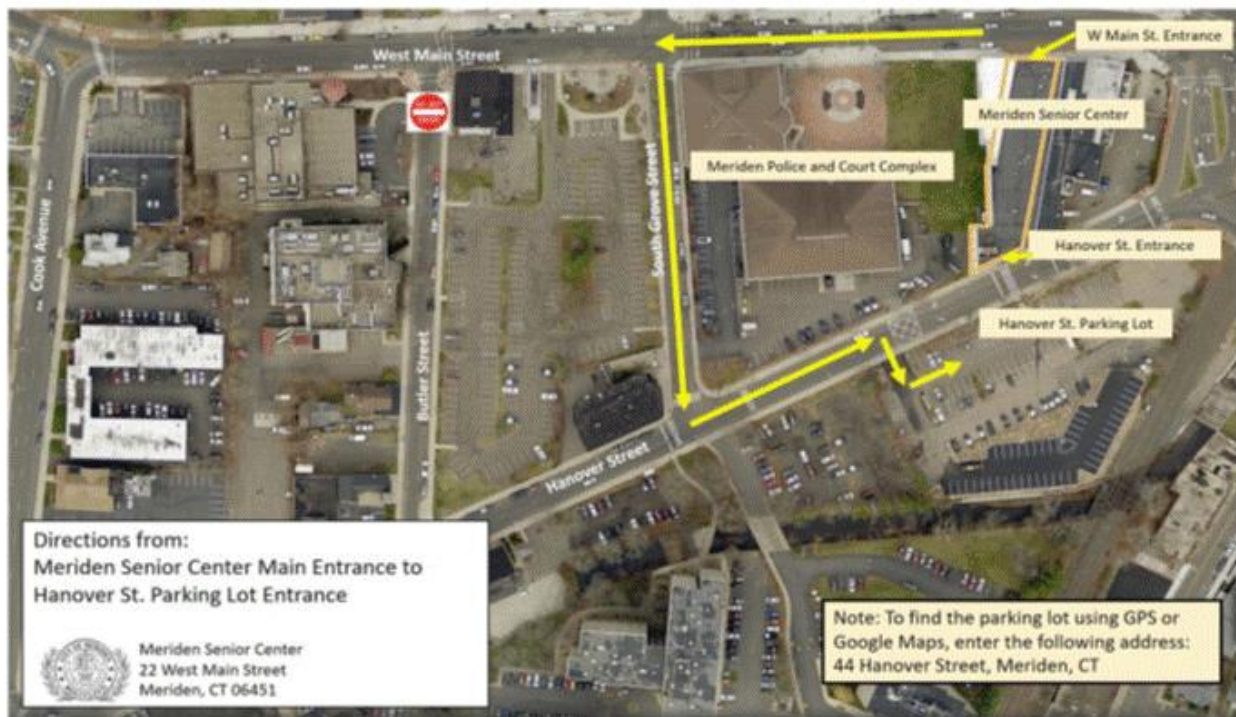 West Main Street
W Main St. Entrance
Meriden Senior Center
Meriden Police and Court Complex
South Grove Street
Cook Avenue
Butler Street
Hanover St. Entrance
Hanover St. Parking Lot
Hanover Street
Directions from:
Meriden Senior Center Main Entrance to
Hanover St. Parking Lot Entrance
Meriden Senior Center
22 West Main Street
Meriden, CT 06451
Note: To find the parking lot using GPS or
Google Maps, enter the following address:
44 Hanover Street, Meriden, CT